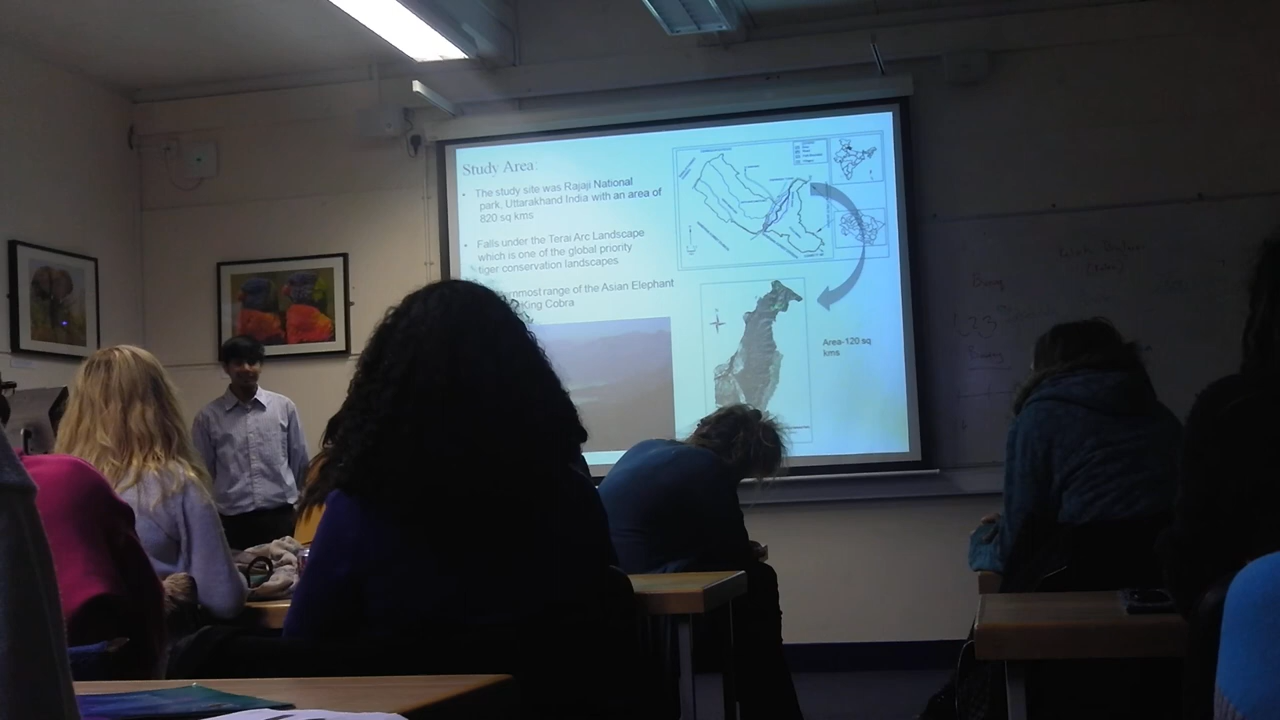 Study Area:
The study site was Rajaji National
park, Uttarakhand India with an area of
820 sq kms
Falls under the Terai Arc Landscape
which is one of the global priority
tiger conservation landscapes
range of the Asian Elephant
King Cobra
Area-120 sq
kms